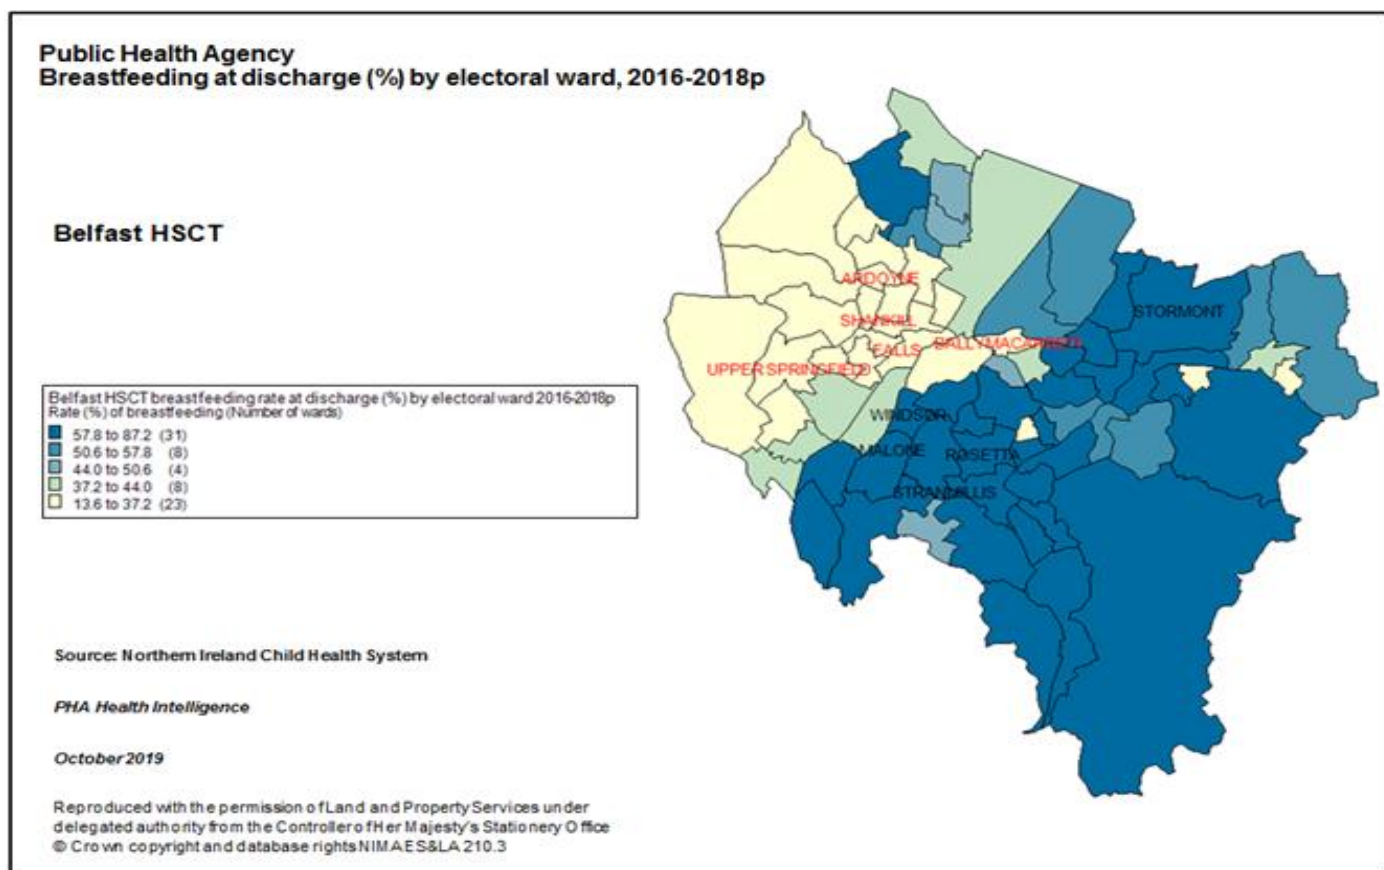 Public Health Agency
Breastfeeding at discharge (%) by electoral ward, 2016-2018p
Belfast HSCT
ARDOYNE
STORMONT
SHANKILL
FALLS
BALLYMACARRETT
UPPER SPRINGFIELD
WINDSOR
MALONE
ROSETTA
STRANMILLIS
Belfast HSCT breastfeeding rate at discharge (%) by electoral ward 2016-2018p
Rate (%) of breastfeeding (Number of wards)
57.8 to 87.2 (31)
50.6 to 57.8 (8)
44.0 to 50.6 (4)
37.2 to 44.0 (8)
13.6 to 37.2 (23)
Source: Northern Ireland Child Health System
PHA Health Intelligence
October 2019
Reproduced with the permission of Land and Property Services under
delegated authority from the Controller of Her Majesty's Stationery Office
© Crown copyright and database rights NIMA ES&LA 210.3